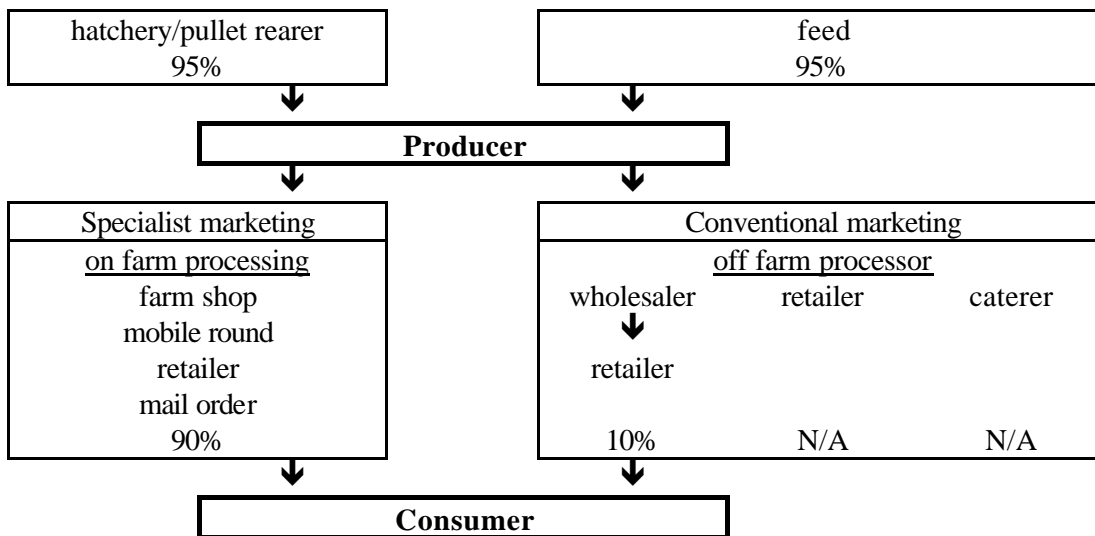 hatchery/pullet rearer
95%
feed
95%
Producer
Specialist marketing
on farm processing
farm shop
mobile round
retailer
mail order
90%
Conventional marketing
off farm processor
wholesaler retailer caterer
retailer
10% N/A N/A
Consumer